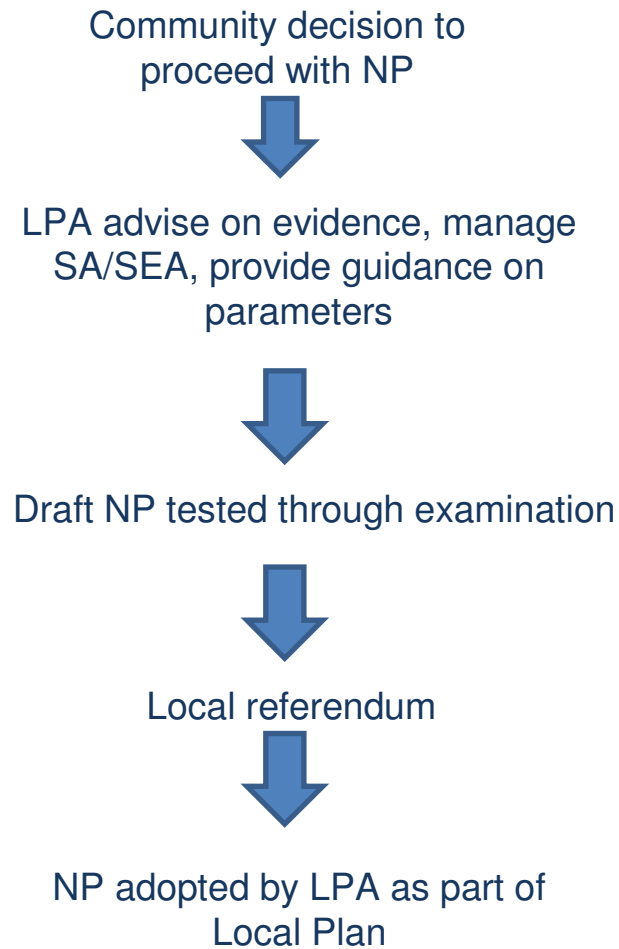 Community decision to
proceed with NP
LPA advise on evidence, manage
SA/SEA, provide guidance on
parameters
Draft NP tested through examination
Local referendum
NP adopted by LPA as part of
Local Plan